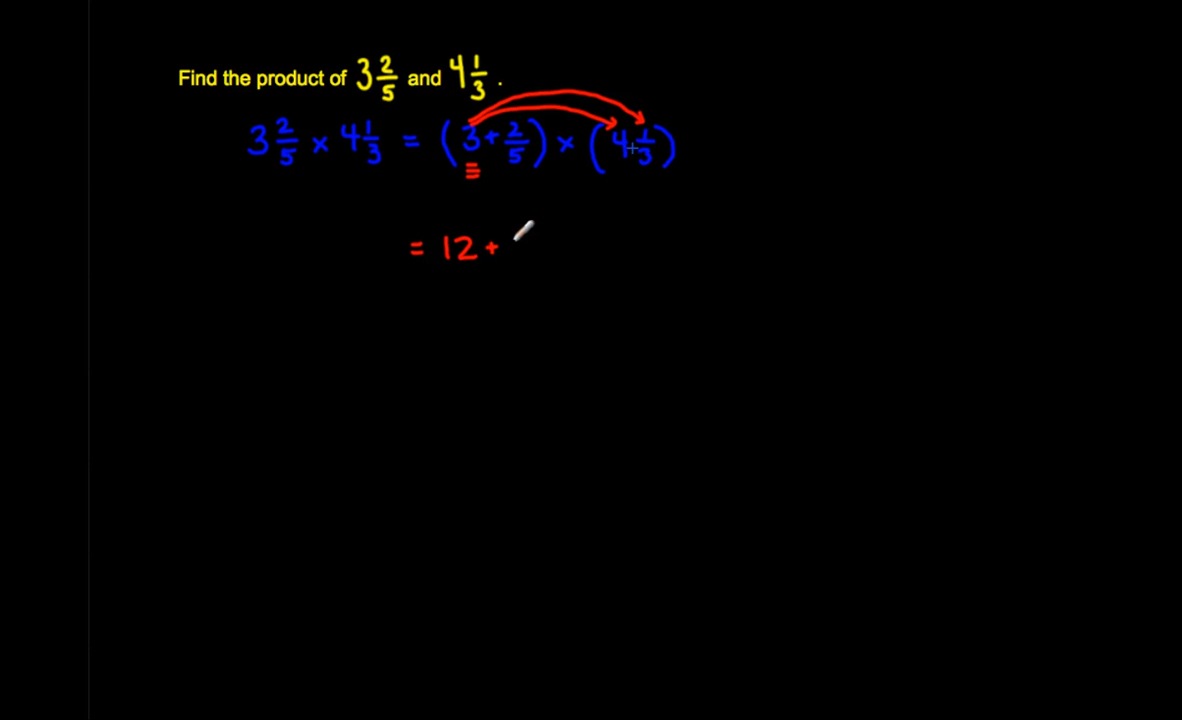 Find the product of 3 2/5 and 4 1/3 .
3 2/5 × 4 1/3 = (3 + 2/5) × (4 + 1/3)
= 12 +